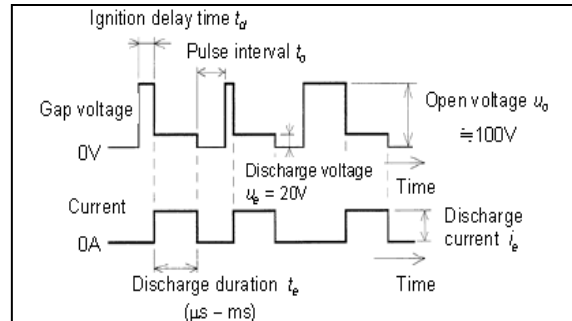 Ignition delay time t_d
Pulse interval t_o
Gap voltage
Open voltage u_o
≒100V
0V
Discharge voltage
u_e = 20V
Time
Current
0A
Discharge
current i_e
Time
Discharge duration t_e
(μs – ms)